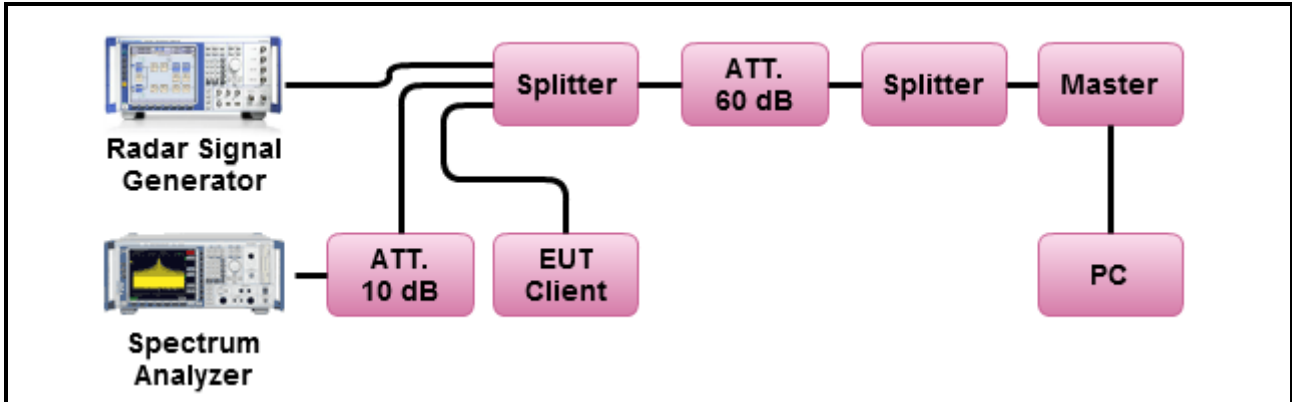 Radar Signal
Generator
Splitter
ATT.
60 dB
Splitter
Master
Spectrum
Analyzer
ATT.
10 dB
EUT
Client
PC